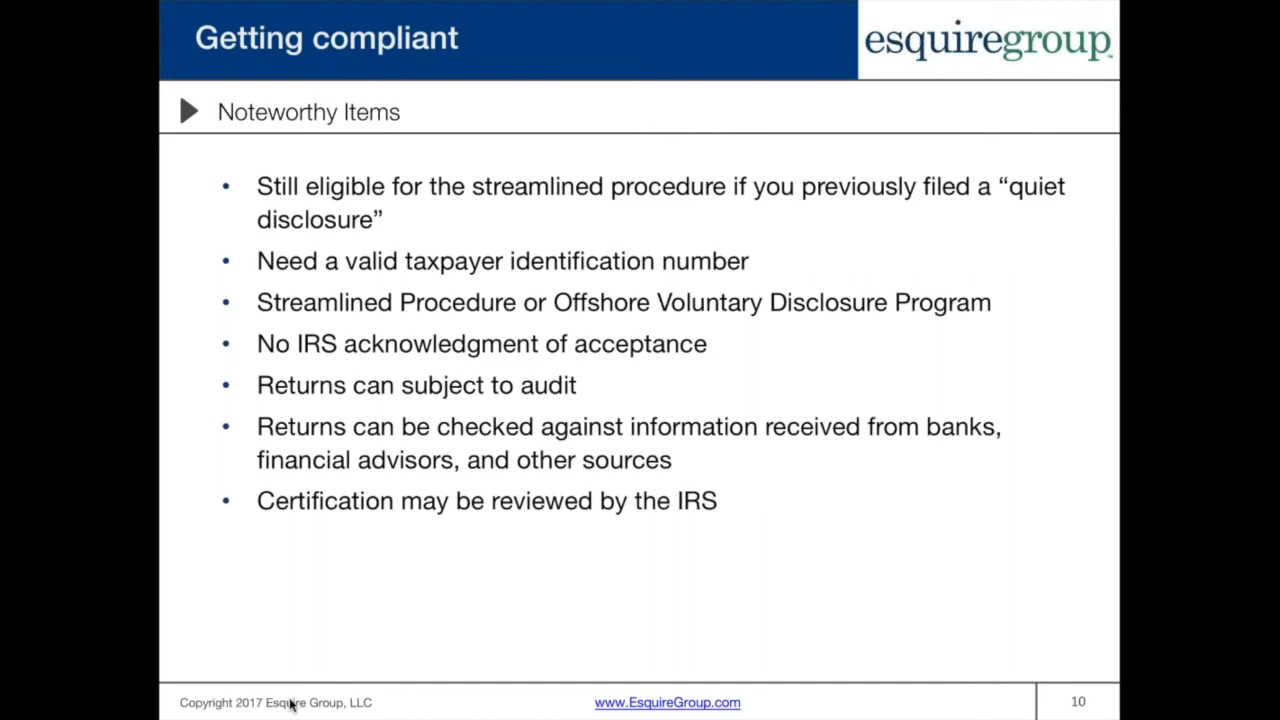 Getting compliant
esquiregroup
Noteworthy Items
• Still eligible for the streamlined procedure if you previously filed a “quiet
disclosure”
• Need a valid taxpayer identification number
• Streamlined Procedure or Offshore Voluntary Disclosure Program
• No IRS acknowledgment of acceptance
• Returns can subject to audit
• Returns can be checked against information received from banks,
financial advisors, and other sources
• Certification may be reviewed by the IRS
Copyright 2017 Esquire Group, LLC
www.EsquireGroup.com
10